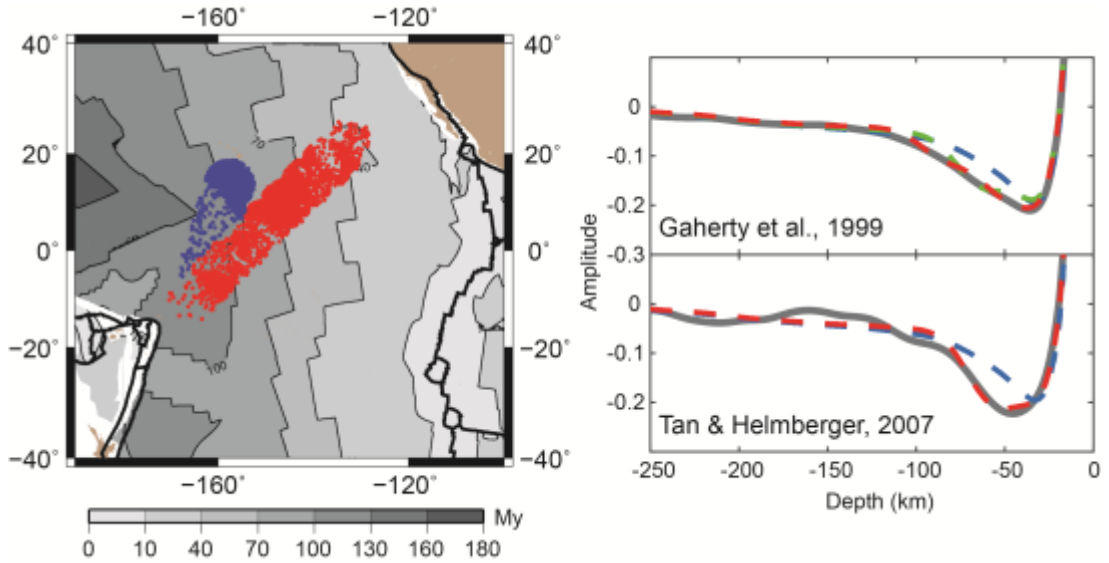 −160˚ −120˚
40˚ 40˚
20˚ 20˚
0˚ 0˚
−20˚ −20˚
−40˚ −40˚
−160˚ −120˚
100
My
0 10 40 70 100 130 160 180
0
-0.1
-0.2
Gaherty et al., 1999
-0.3
Amplitude
0
-0.1
-0.2
Tan & Helmberger, 2007
-250 -200 -150 -100 -50 0
Depth (km)